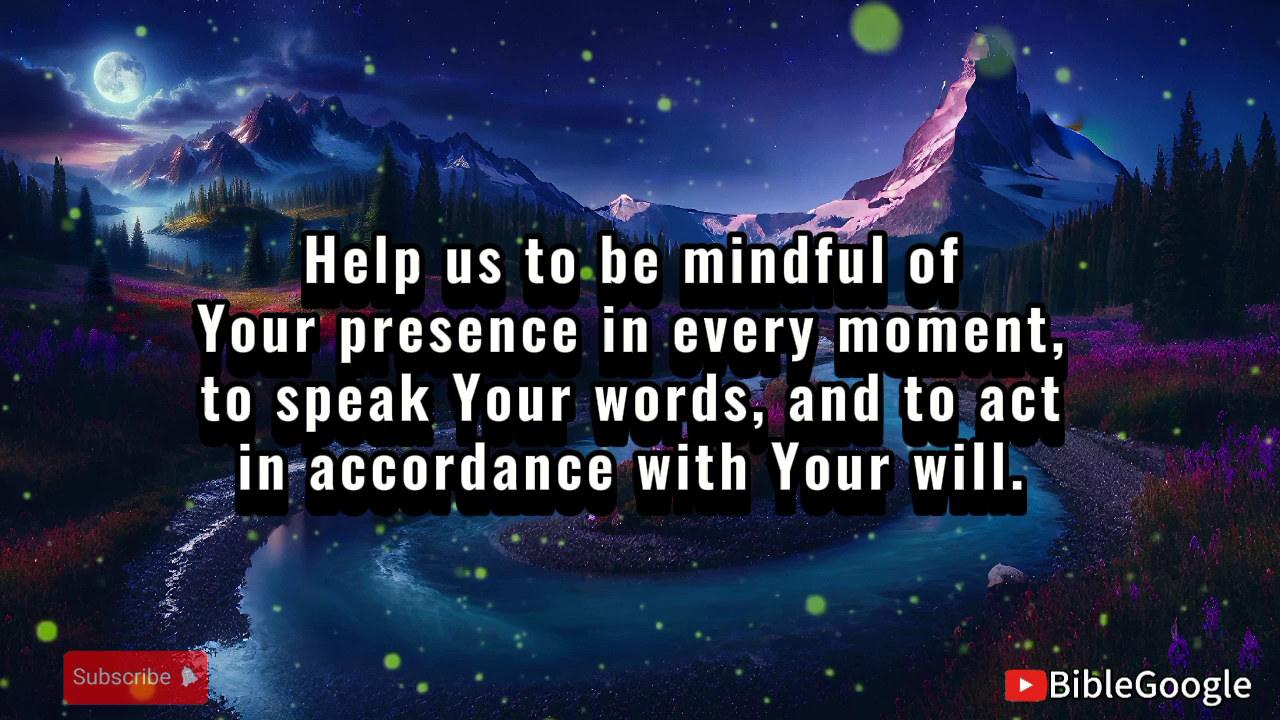 Help us to be mindful of
Your presence in every moment,
to speak Your words, and to act
in accordance with Your will.
Subscribe
BibleGoogle